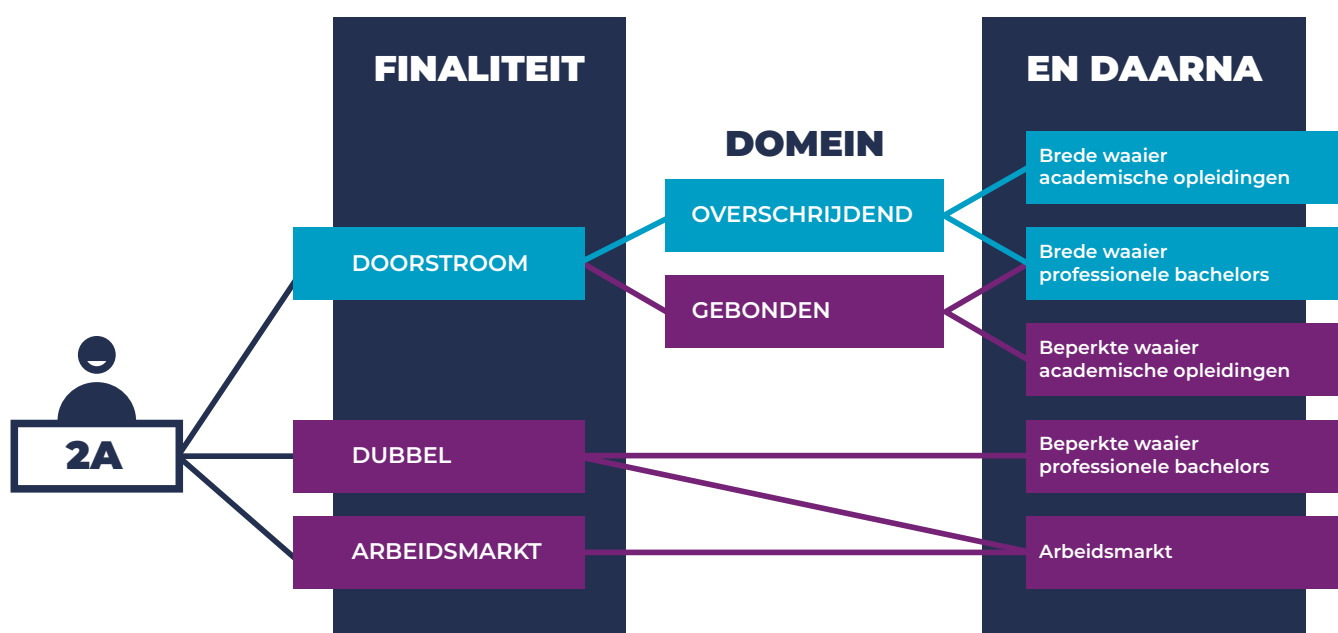 FINALITEIT
EN DAARNA
DOMEIN
Brede waaier
academische opleidingen
OVERSCHRIJDEND
DOORSTROOM
Brede waaier
professionele bachelors
GEBONDEN
Beperkte waaier
academische opleidingen
2A
DUBBEL
Beperkte waaier
professionele bachelors
ARBEIDSMARKT
Arbeidsmarkt